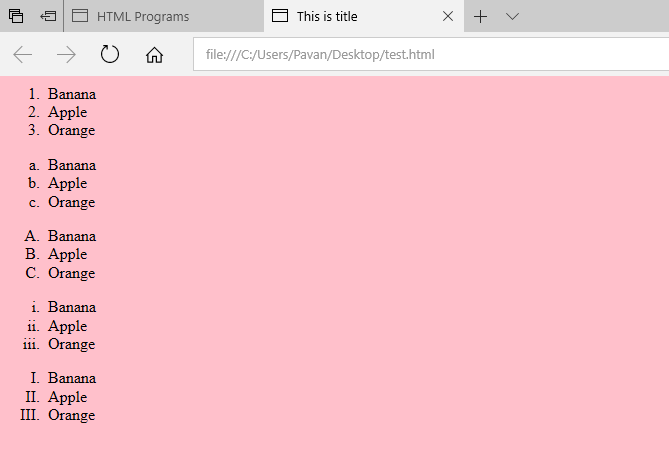 HTML Programs
This is title
file:///C:/Users/Pavan/Desktop/test.html
1. Banana
2. Apple
3. Orange
a. Banana
b. Apple
c. Orange
A. Banana
B. Apple
C. Orange
i. Banana
ii. Apple
iii. Orange
I. Banana
II. Apple
III. Orange